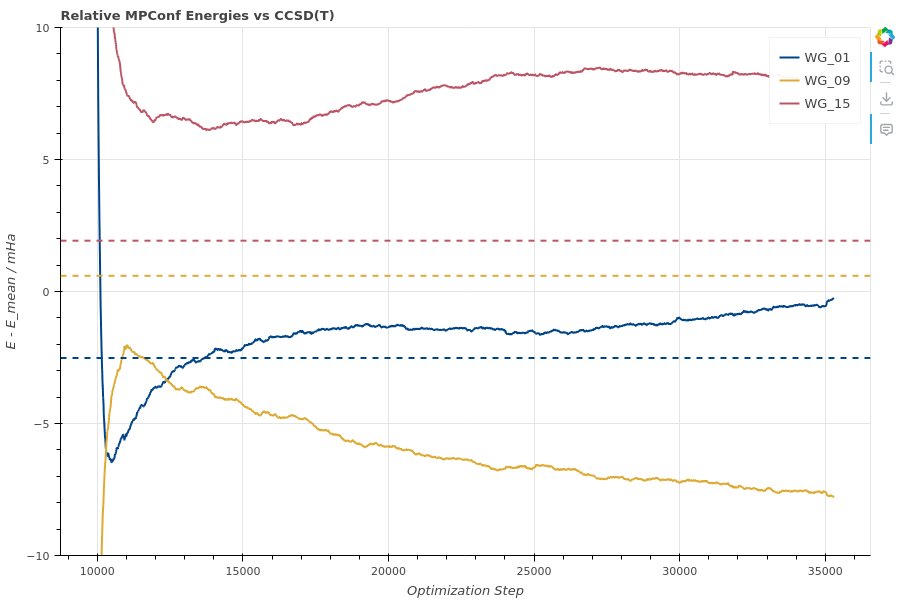 Relative MPConf Energies vs CCSD(T)
10
5
0
−5
−10
E - E_mean / mHa
10000
15000
20000
25000
30000
35000
Optimization Step
WG_01
WG_09
WG_15